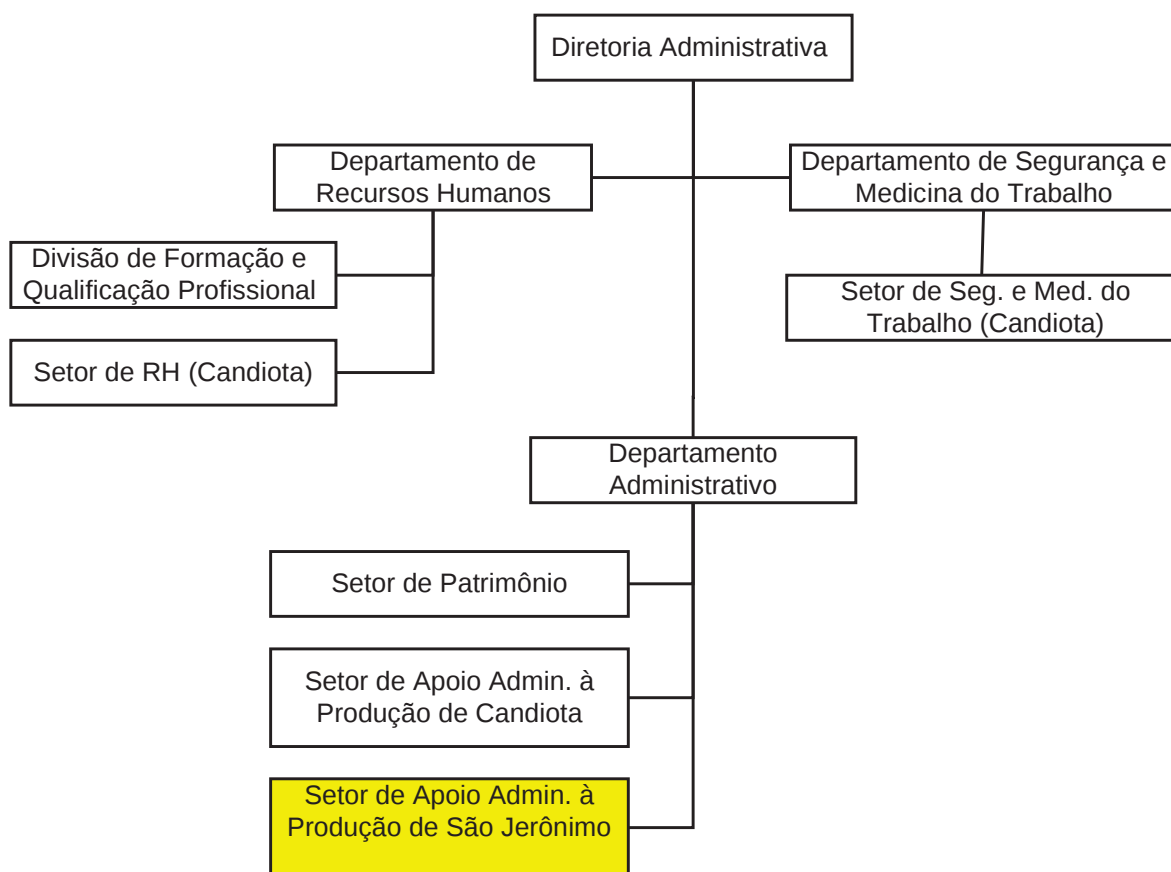 Diretoria Administrativa
Departamento de
Recursos Humanos
Departamento de Segurança e
Medicina do Trabalho
Divisão de Formação e
Qualificação Profissional
Setor de Seg. e Med. do
Trabalho (Candiota)
Setor de RH (Candiota)
Departamento
Administrativo
Setor de Patrimônio
Setor de Apoio Admin. à
Produção de Candiota
Setor de Apoio Admin. à
Produção de São Jerônimo